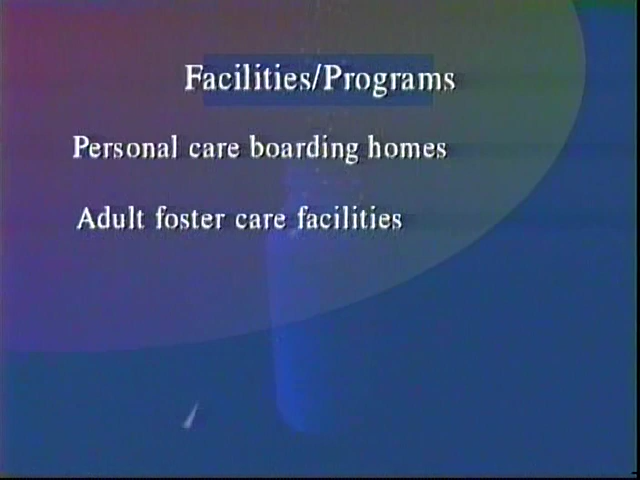 Facilities/Programs
Personal care boarding homes
Adult foster care facilities